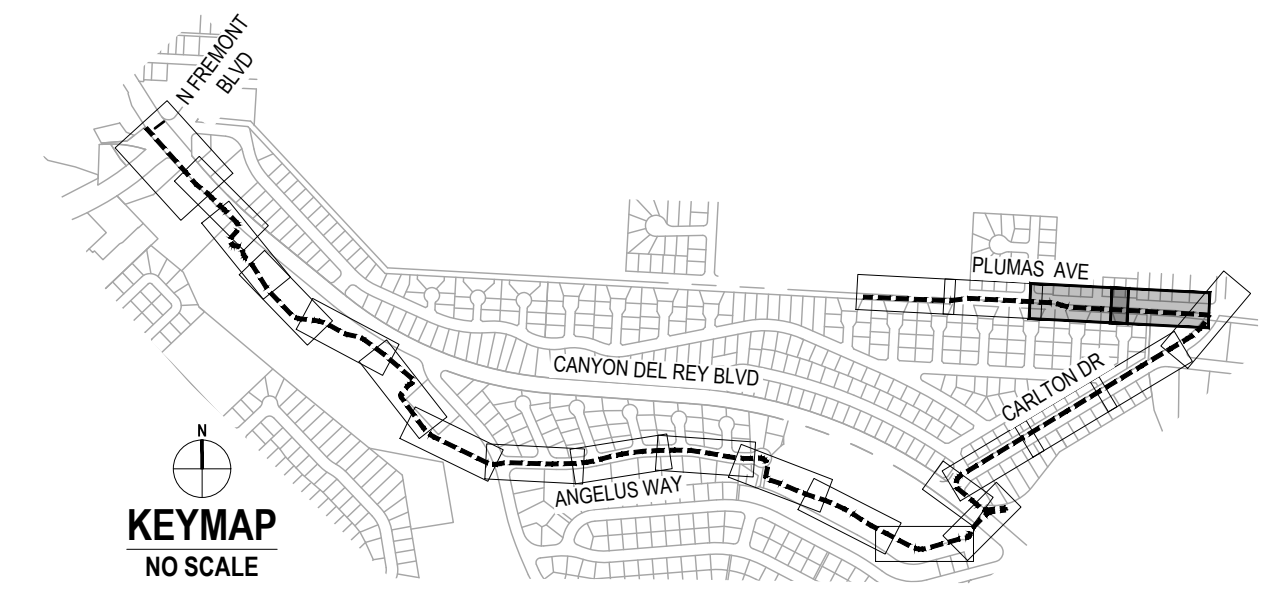 N FREMONT
BLVD
PLUMAS AVE
CANYON DEL REY BLVD
CARLTON DR
ANGELUS WAY
N
KEYMAP
NO SCALE